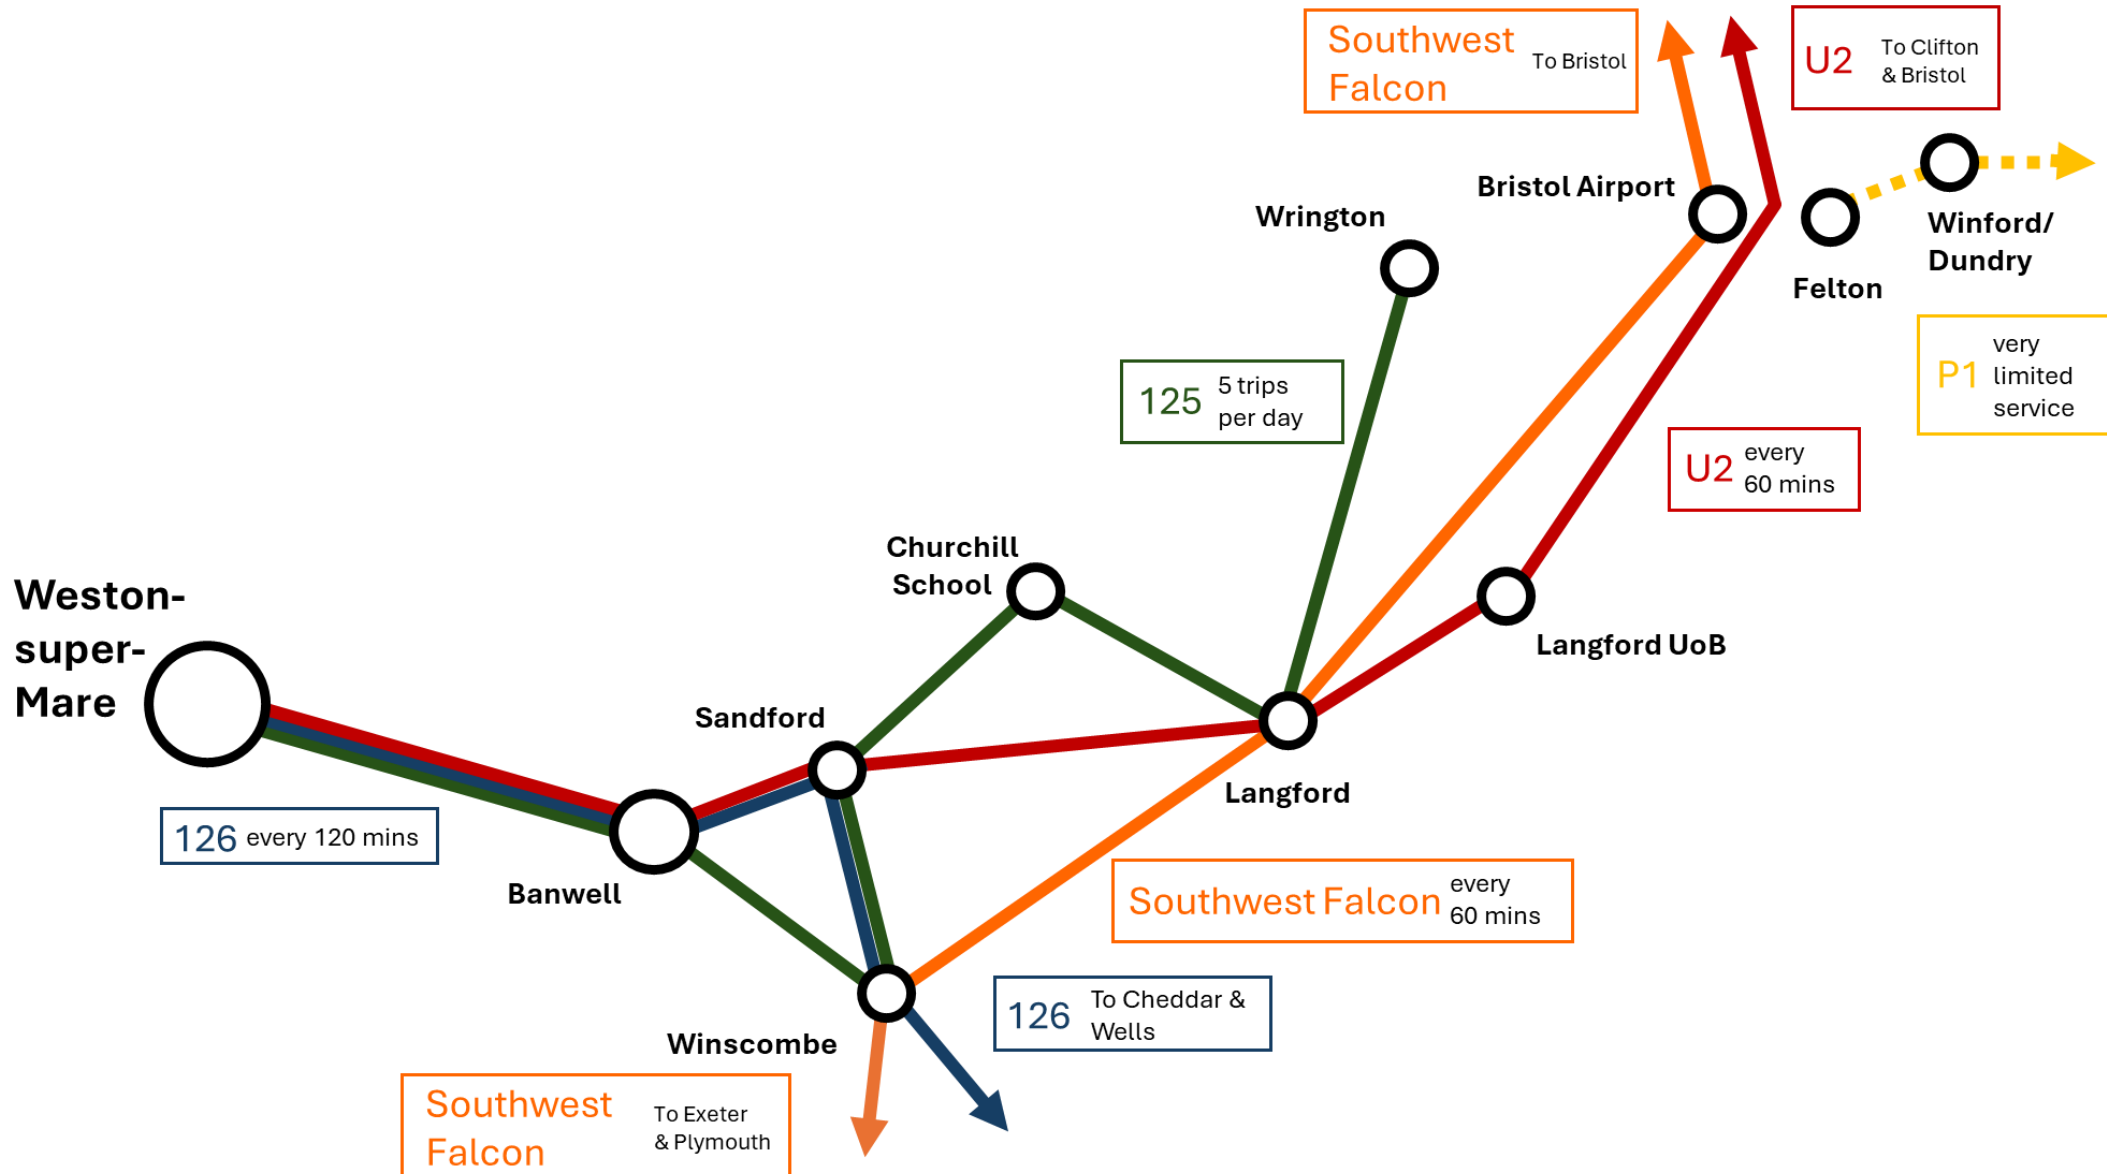 Southwest
Falcon
To Bristol
U2
To Clifton
& Bristol
Bristol Airport
Wrington
Winford/
Dundry
Felton
P1
very
limited
service
125
5 trips
per day
U2
every
60 mins
Churchill
School
Weston-
super-
Mare
Langford UoB
Sandford
Langford
126 every 120 mins
Banwell
Southwest Falcon
every
60 mins
126
To Cheddar &
Wells
Winscombe
Southwest
Falcon
To Exeter
& Plymouth